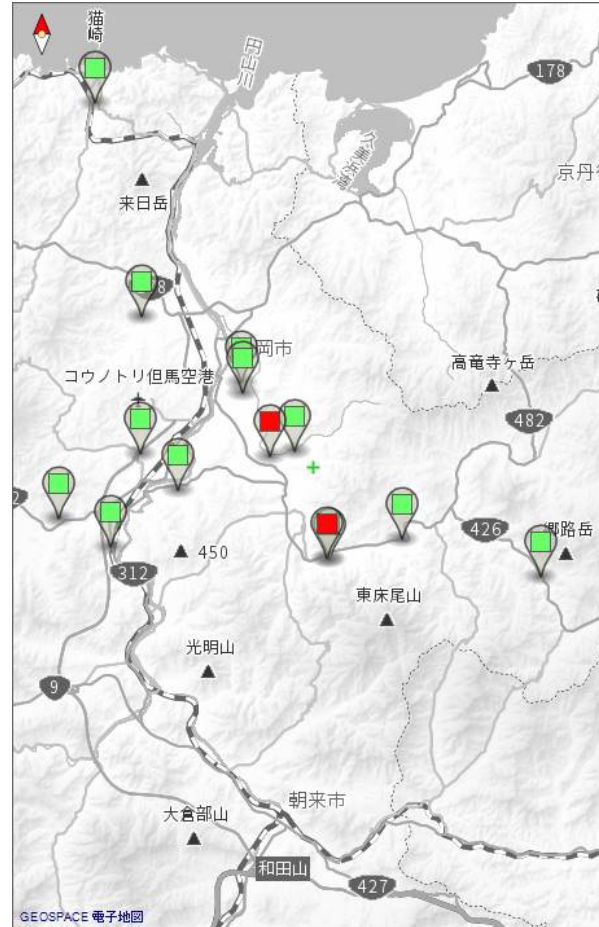 猫崎
円山川
178
久美浜湾
来日岳
京丹
岡市
コウノトリ但馬空港
高竜寺ヶ岳
482
426
郷路岳
450
312
東床尾山
光明山
9
朝来市
大倉部山
和田山
427
GEOSPACE 電子地図